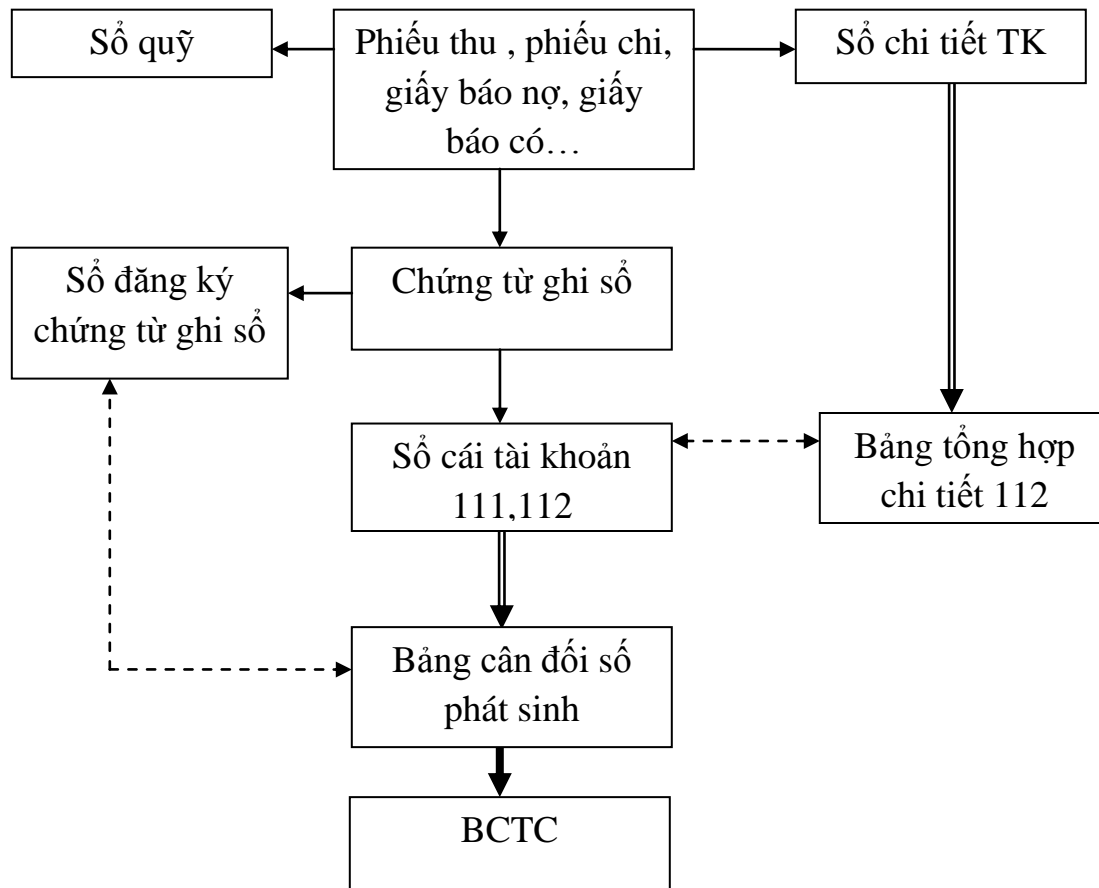 Sổ quỹ
Phiếu thu , phiếu chi,
giấy báo nợ, giấy
báo có…
Sổ chi tiết TK
Sổ đăng ký
chứng từ ghi sổ
Chứng từ ghi sổ
Sổ cái tài khoản
111,112
Bảng tổng hợp
chi tiết 112
Bảng cân đối số
phát sinh
BCTC